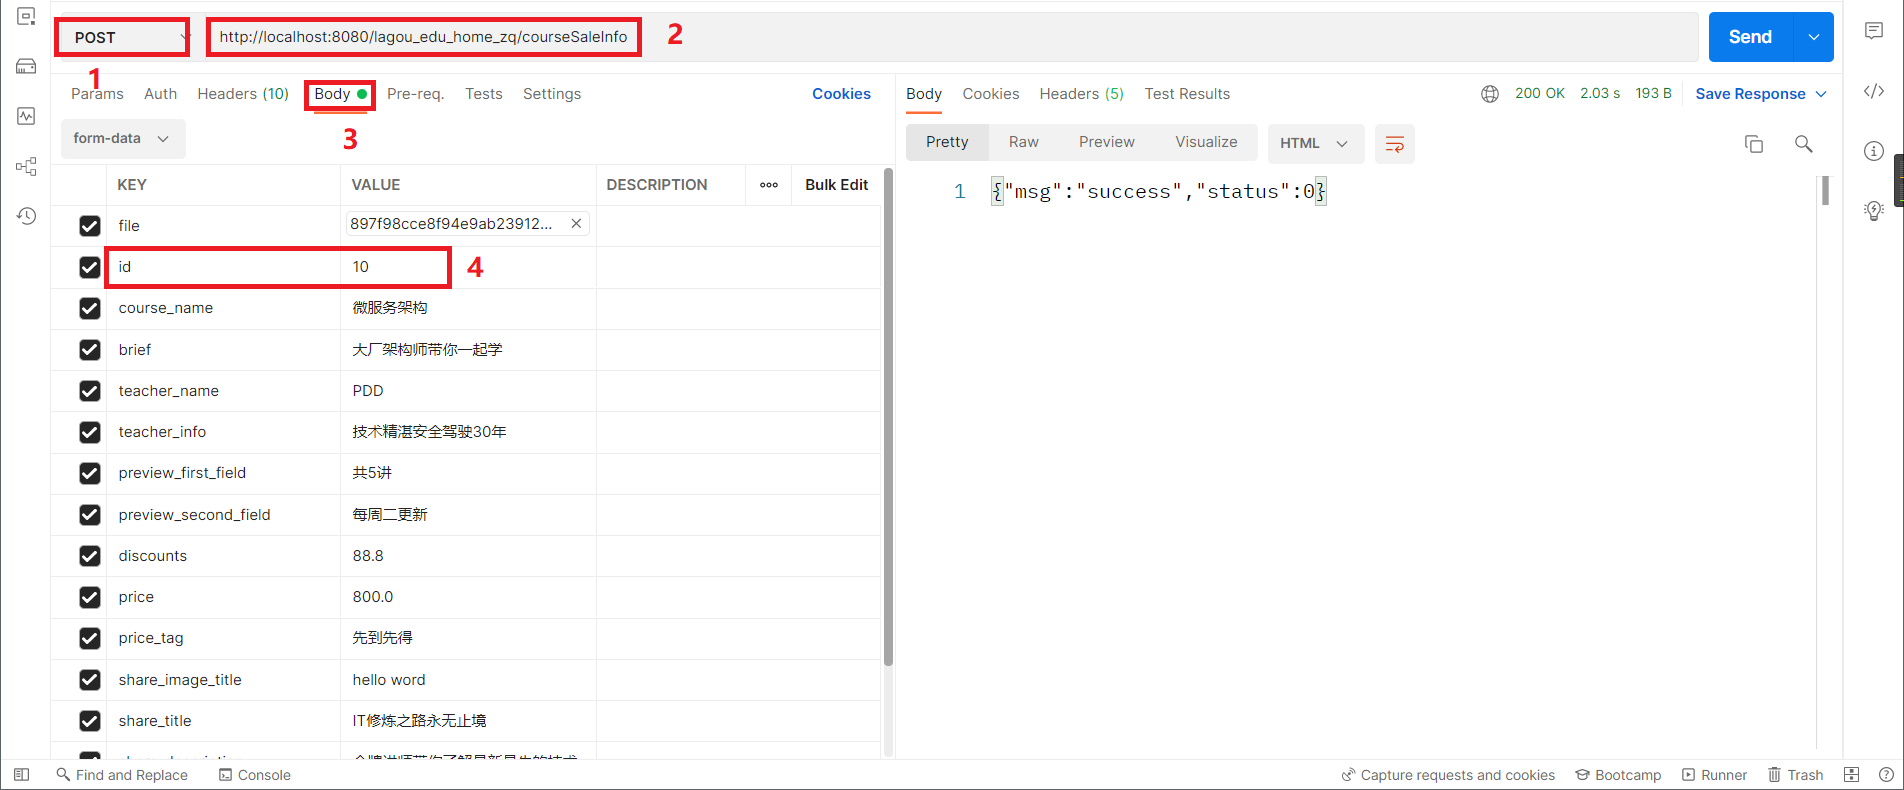 POST
http://localhost:8080/lagou_edu_home_zq/courseSaleInfo
2
Send
1
Params Auth Headers (10) Body Pre-req. Tests Settings Cookies
3
form-data
KEY VALUE DESCRIPTION Bulk Edit
file 897f98cce8f94e9ab23912...
id 10 4
course_name 微服务架构
brief 大厂架构师带你一起学
teacher_name PDD
teacher_info 技术精湛安全驾驶30年
preview_first_field 共5讲
preview_second_field 每周二更新
discounts 88.8
price 800.0
price_tag 先到先得
share_image_title hello word
share_title IT修炼之路永无止境
Body Cookies Headers (5) Test Results 200 OK 2.03 s 193 B Save Response
Pretty Raw Preview Visualize HTML
1 {"msg":"success","status":0}
Find and Replace Console Capture requests and cookies Bootcamp Runner Trash